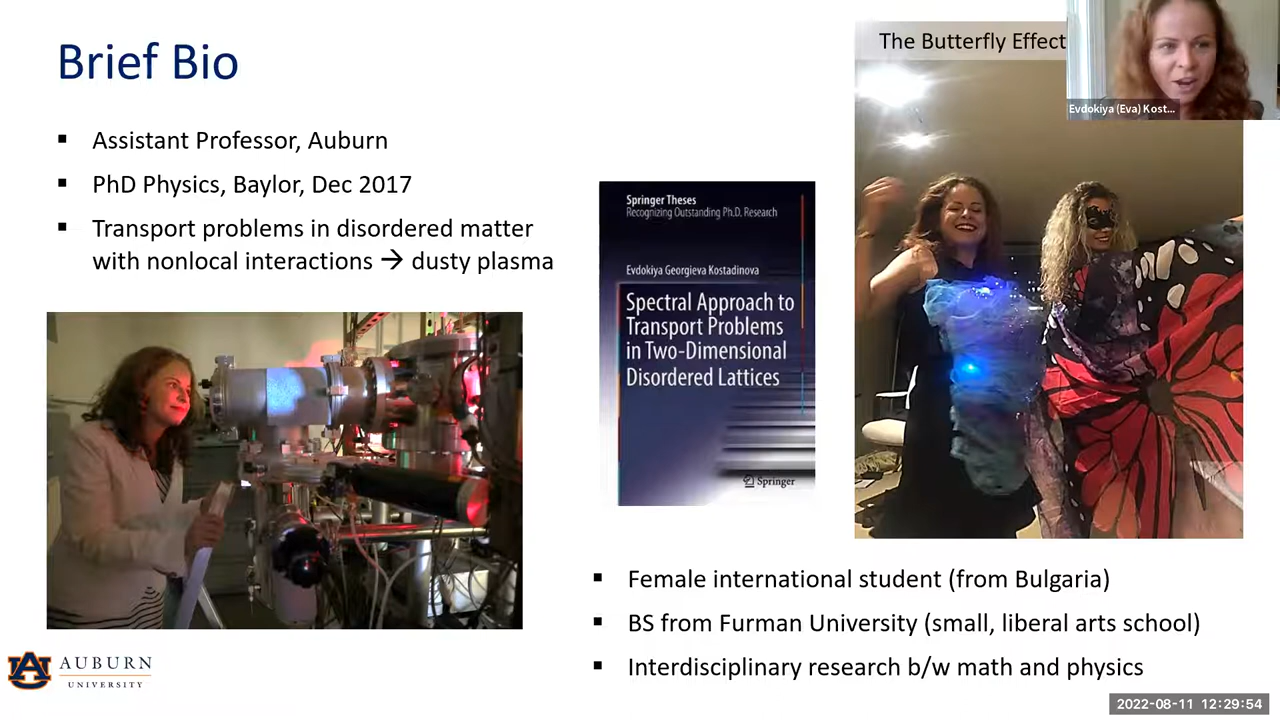 Brief Bio
▪ Assistant Professor, Auburn
▪ PhD Physics, Baylor, Dec 2017
▪ Transport problems in disordered matter
with nonlocal interactions → dusty plasma
Springer Theses
Recognizing Outstanding Ph.D. Research
Evdokiya Georgieva Kostadinova
Spectral Approach to
Transport Problems
in Two-Dimensional
Disordered Lattices
Springer
The Butterfly Effect
Evdokiya (Eva) Kost...
▪ Female international student (from Bulgaria)
▪ BS from Furman University (small, liberal arts school)
▪ Interdisciplinary research b/w math and physics
AUBURN
UNIVERSITY
2022-08-11 12:29:54